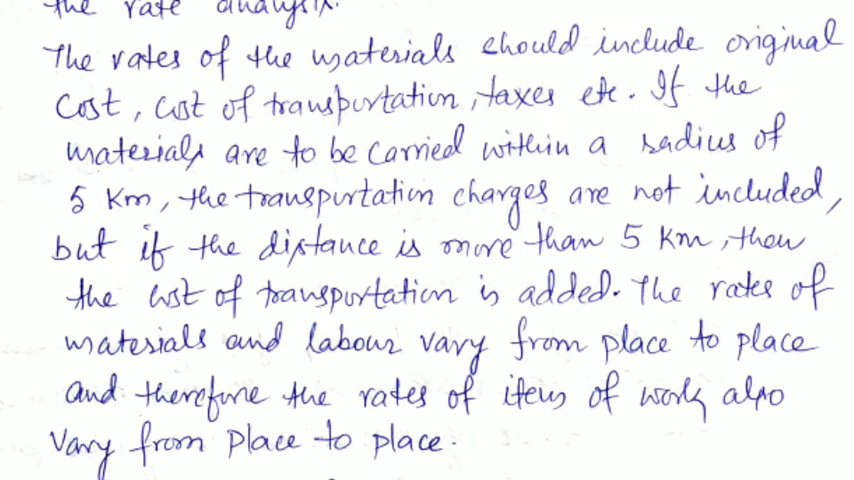 the rate analysis.
The rates of the materials should include original
Cost, cost of transportation, taxes etc. If the
materials are to be carried within a radius of
5 Km, the transportation charges are not included,
but if the distance is more than 5 Km, then
the cost of transportation is added. The rates of
materials and labour vary from place to place
and therefore the rates of items of work also
Vary from Place to place.